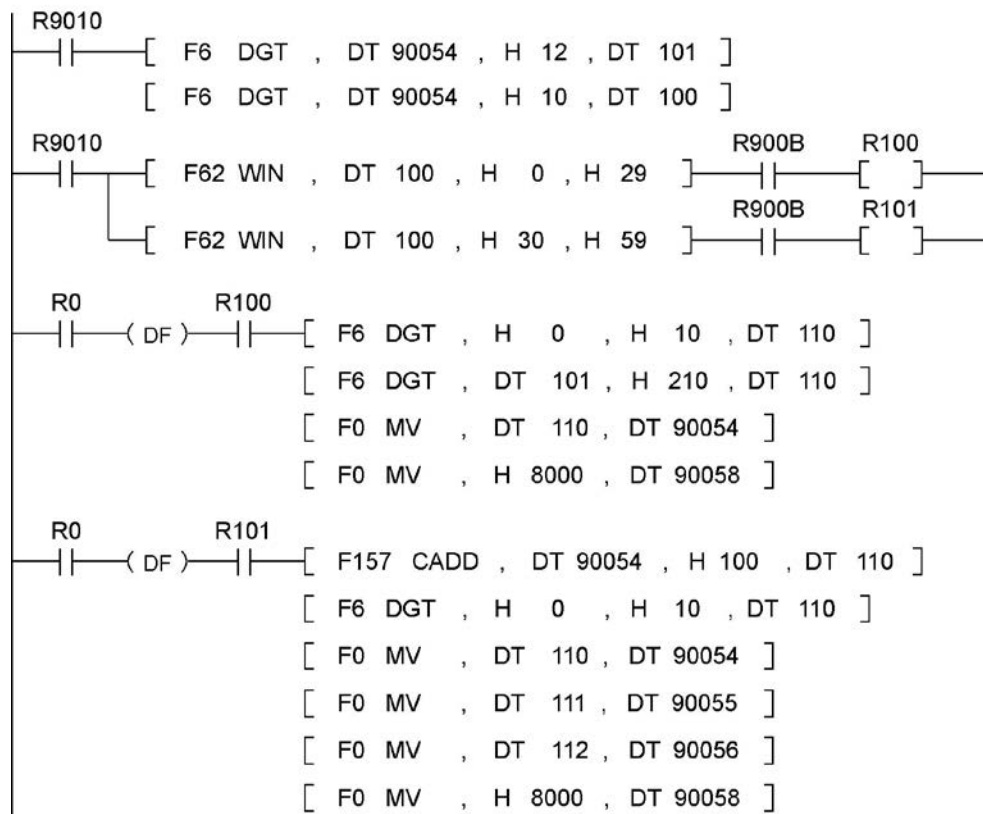 R9010
[ F6 DGT , DT 90054 , H 12 , DT 101 ]
[ F6 DGT , DT 90054 , H 10 , DT 100 ]
R9010 R900B R100
[ F62 WIN , DT 100 , H 0 , H 29 ] [ ]
R900B R101
[ F62 WIN , DT 100 , H 30 , H 59 ] [ ]
R0 R100
( DF ) [ F6 DGT , H 0 , H 10 , DT 110 ]
[ F6 DGT , DT 101 , H 210 , DT 110 ]
[ F0 MV , DT 110 , DT 90054 ]
[ F0 MV , H 8000 , DT 90058 ]
R0 R101
( DF ) [ F157 CADD , DT 90054 , H 100 , DT 110 ]
[ F6 DGT , H 0 , H 10 , DT 110 ]
[ F0 MV , DT 110 , DT 90054 ]
[ F0 MV , DT 111 , DT 90055 ]
[ F0 MV , DT 112 , DT 90056 ]
[ F0 MV , H 8000 , DT 90058 ]